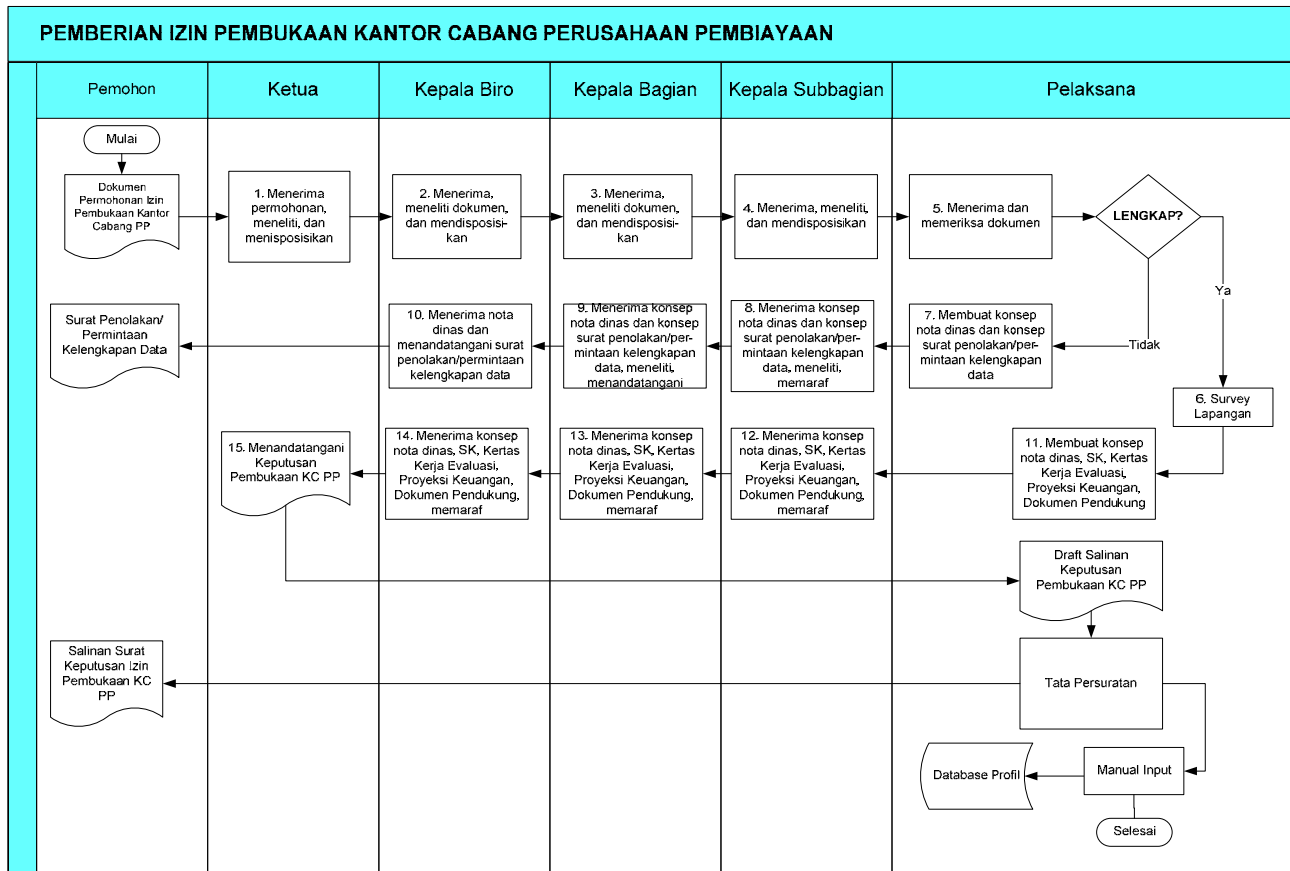 PEMBERIAN IZIN PEMBUKAAN KANTOR CABANG PERUSAHAAN PEMBIAYAAN
Pemohon
Ketua
Kepala Biro
Kepala Bagian
Kepala Subbagian
Pelaksana
Mulai
Dokumen
Permohonan Izin
Pembukaan Kantor
Cabang PP
1. Menerima
permohonan,
meneliti, dan
menisposisikan
2. Menerima,
meneliti dokumen,
dan mendisposisi-
kan
3. Menerima,
meneliti dokumen,
dan mendisposisi-
kan
4. Menerima, meneliti,
dan mendisposisikan
5. Menerima dan
memeriksa dokumen
LENGKAP?
Ya
Tidak
Surat Penolakan/
Permintaan
Kelengkapan Data
10. Menerima nota
dinas dan
menandatangani surat
penolakan/permintaan
kelengkapan data
9. Menerima konsep
nota dinas dan konsep
surat penolakan/per-
mintaan kelengkapan
data, meneliti,
menandatangani
8. Menerima konsep
nota dinas dan konsep
surat penolakan/per-
mintaan kelengkapan
data, meneliti,
memaraf
7. Membuat konsep
nota dinas dan konsep
surat penolakan/per-
mintaan kelengkapan
data
6. Survey
Lapangan
15. Menandatangani
Keputusan
Pembukaan KC PP
14. Menerima konsep
nota dinas, SK, Kertas
Kerja Evaluasi,
Proyeksi Keuangan,
Dokumen Pendukung,
memaraf
13. Menerima konsep
nota dinas, SK, Kertas
Kerja Evaluasi,
Proyeksi Keuangan,
Dokumen Pendukung,
memaraf
12. Menerima konsep
nota dinas, SK, Kertas
Kerja Evaluasi,
Proyeksi Keuangan,
Dokumen Pendukung,
memaraf
11. Membuat konsep
nota dinas, SK, Kertas
Kerja Evaluasi,
Proyeksi Keuangan,
Dokumen Pendukung
Draft Salinan
Keputusan
Pembukaan KC PP
Salinan Surat
Keputusan Izin
Pembukaan KC
PP
Tata Persuratan
Database Profil
Manual Input
Selesai